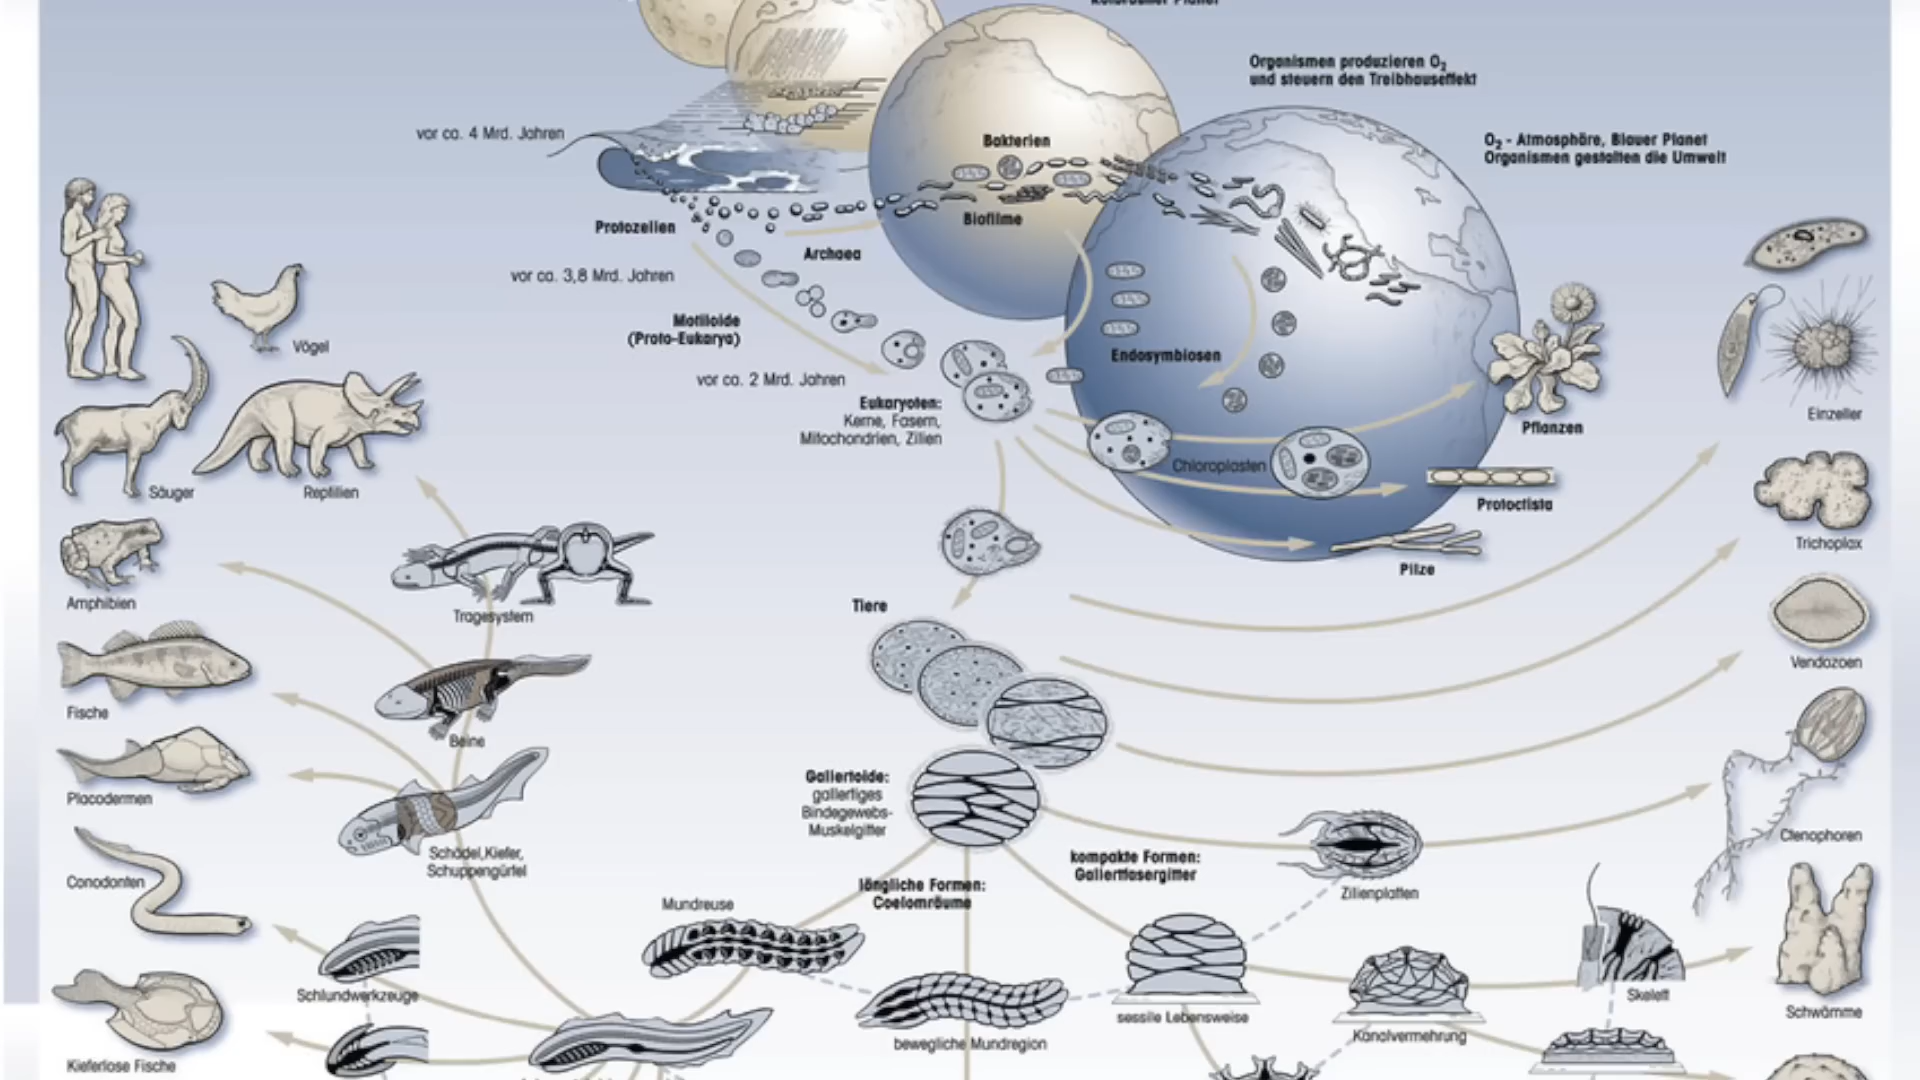 Organismen produzieren O₂
und steuern den Treibhauseffekt
vor ca. 4 Mrd. Jahren
Bakterien
O₂ - Atmosphäre, Blauer Planet
Organismen gestalten die Umwelt
Protozellen
Biofilme
Archaea
vor ca. 3,8 Mrd. Jahren
Motiloide
(Proto-Eukarya)
Vögel
Endosymbiosen
vor ca. 2 Mrd. Jahren
Eukaryoten:
Kerne, Fasern,
Mitochondrien, Zilien
Einzeller
Pflanzen
Chloroplasten
Säuger
Reptilien
Protoctista
Trichoplax
Pilze
Amphibien
Tragesystem
Tiere
Vendozoen
Fische
Beine
Gallertoide:
gallertiges
Bindegewebs-
Muskelgitter
Placodermen
Ctenophoren
Schädel,Kiefer,
Schuppengürtel
kompakte Formen:
Gallertfasergitter
Conodonten
längliche Formen:
Coelomräume
Zilienplatten
Mundreuse
Schlundwerkzeuge
Skelett
sessile Lebensweise
Schwämme
Kanalvermehrung
bewegliche Mundregion
Kieferlose Fische